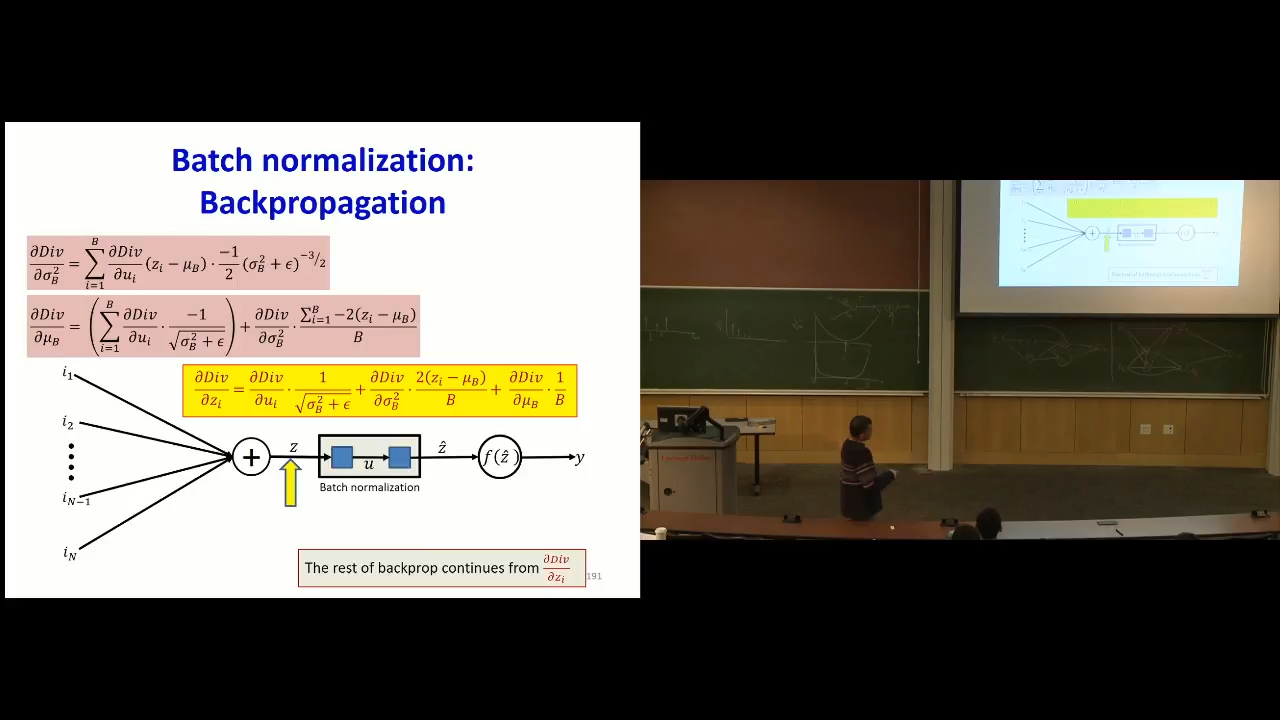 Batch normalization:
Backpropagation
∂Div/∂σ_B^2 = ∑_{i=1}^{B} ∂Div/∂u_i (z_i − μ_B) · −1/2 (σ_B^2 + ϵ)^{−3/2}
∂Div/∂μ_B = (∑_{i=1}^{B} ∂Div/∂u_i · −1/√(σ_B^2 + ϵ)) + ∂Div/∂σ_B^2 · ∑_{i=1}^{B} −2(z_i − μ_B)/B
i_1
∂Div/∂z_i = ∂Div/∂u_i · 1/√(σ_B^2 + ϵ) + ∂Div/∂σ_B^2 · 2(z_i − μ_B)/B + ∂Div/∂μ_B · 1/B
i_2
+ z u ẑ f(ẑ) y
Batch normalization
i_{N−1}
i_N
The rest of backprop continues from ∂Div/∂z_i
191